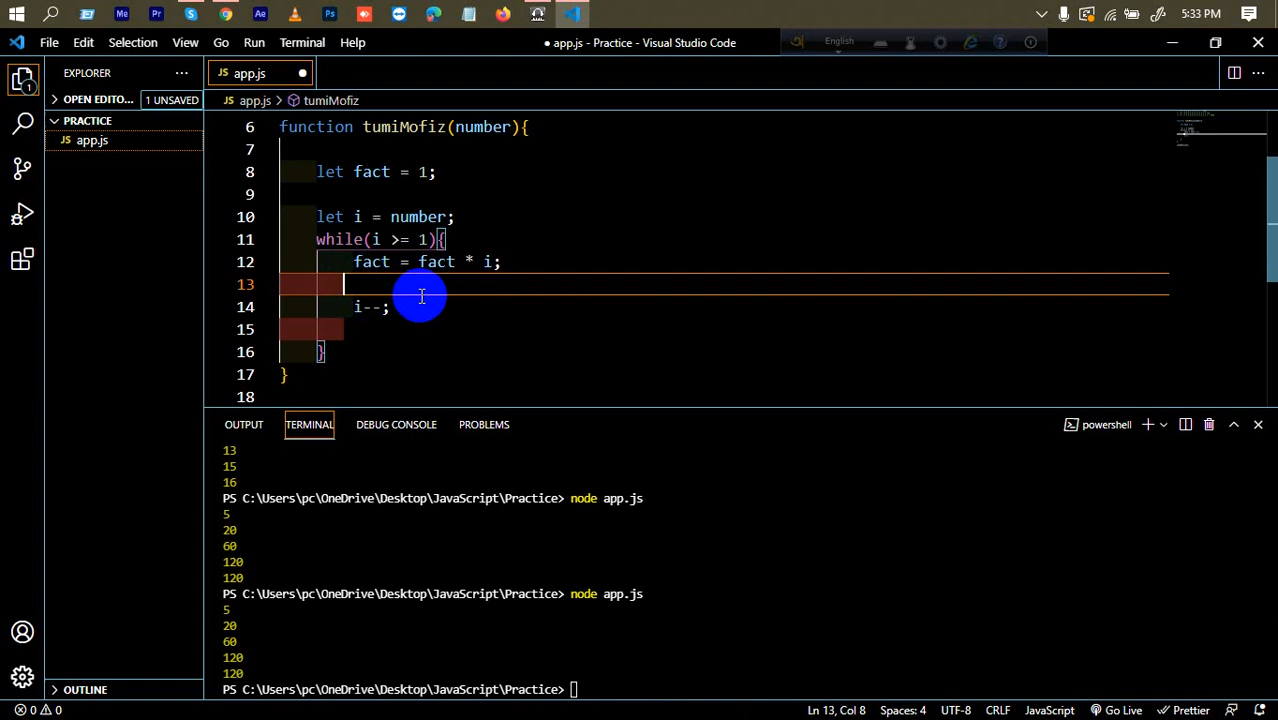 5:33 PM
File Edit Selection View Go Run Terminal Help
● app.js - Practice - Visual Studio Code
English
EXPLORER
JS app.js
OPEN EDITO... 1 UNSAVED
JS app.js > tumiMofiz
PRACTICE
JS app.js
6 function tumiMofiz(number){
7
8 let fact = 1;
9
10 let i = number;
11 while(i >= 1){
12 fact = fact * i;
13
14 i--;
15
16 }
17 }
18
OUTPUT TERMINAL DEBUG CONSOLE PROBLEMS
powershell
13
15
16
PS C:\Users\pc\OneDrive\Desktop\JavaScript\Practice> node app.js
5
20
60
120
120
PS C:\Users\pc\OneDrive\Desktop\JavaScript\Practice> node app.js
5
20
60
120
120
PS C:\Users\pc\OneDrive\Desktop\JavaScript\Practice>
OUTLINE
0 0
Ln 13, Col 8 Spaces: 4 UTF-8 CRLF JavaScript Go Live Prettier